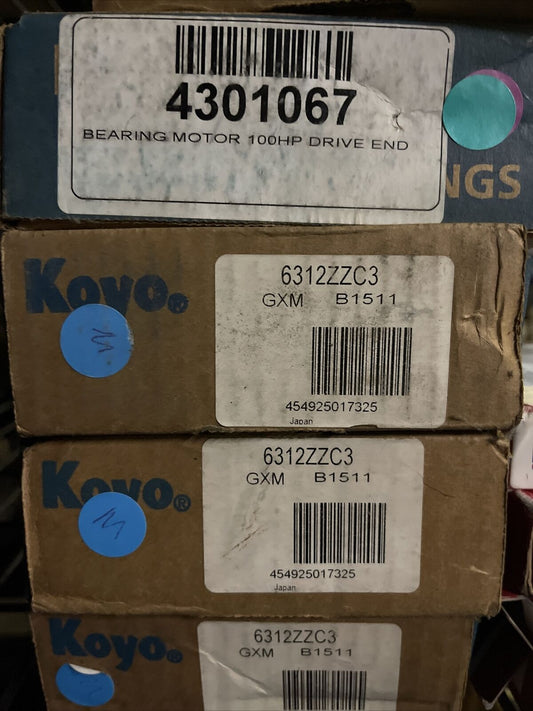 4301067
BEARING MOTOR 100HP DRIVE END
NGS
Koyo®
6312ZZC3
GXM B1511
454925017325
Japan
Koyo®
6312ZZC3
GXM B1511
454925017325
Japan
Koyo®
6312ZZC3
GXM B1511